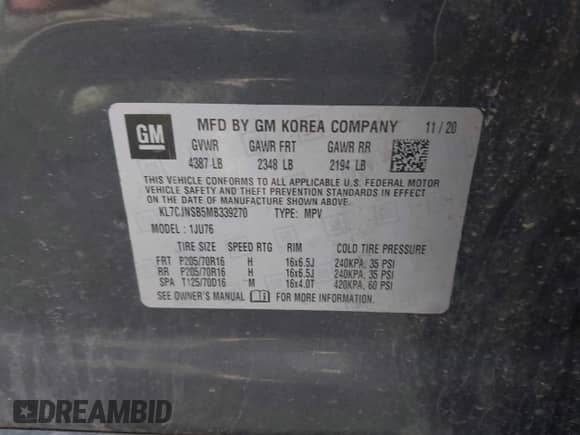 GM
MFD BY GM KOREA COMPANY 11/20
GVWR GAWR FRT GAWR RR
4387 LB 2348 LB 2194 LB
THIS VEHICLE CONFORMS TO ALL APPLICABLE U.S. FEDERAL MOTOR
VEHICLE SAFETY AND THEFT PREVENTION STANDARDS IN EFFECT
ON THE DATE OF MANUFACTURE SHOWN ABOVE.
KL7CJNSB5MB339270 TYPE: MPV
MODEL: 1JU76
TIRE SIZE SPEED RTG RIM COLD TIRE PRESSURE
FRT P205/70R16 H 16x6.5J 240KPA, 35 PSI
RR P205/70R16 H 16x6.5J 240KPA, 35 PSI
SPA T125/70D16 M 16x4.0T 420KPA, 60 PSI
SEE OWNER'S MANUAL FOR MORE INFORMATION.
DREAMBID